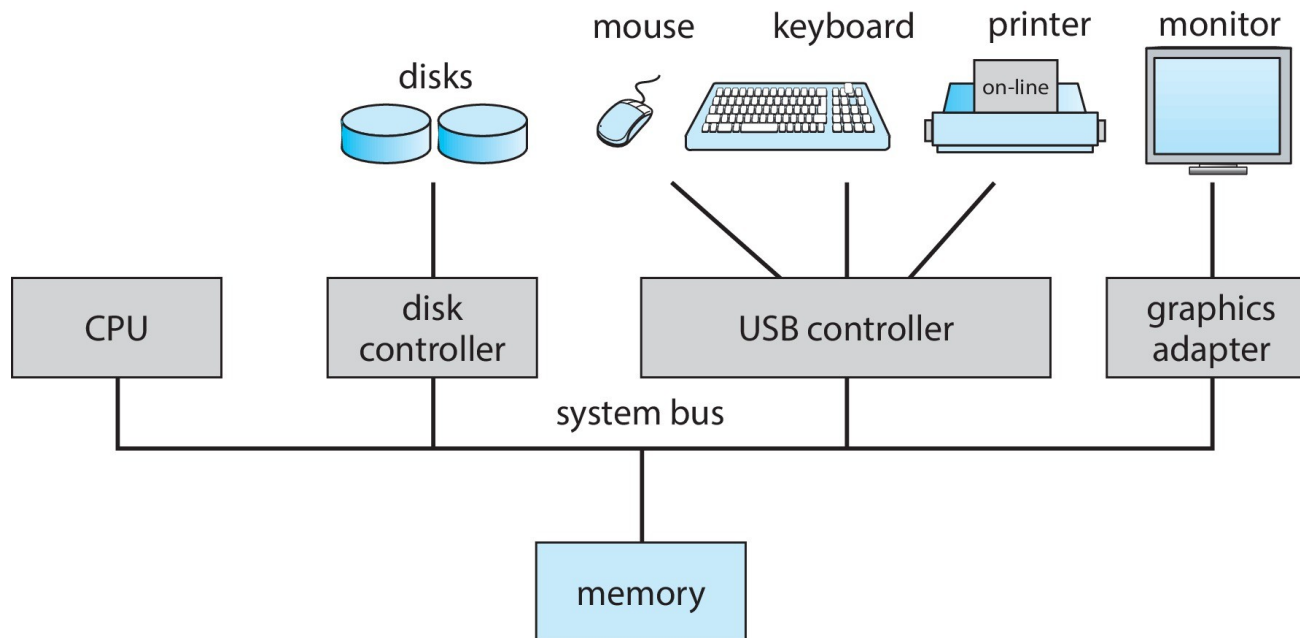 mouse
keyboard
printer
monitor
disks
on-line
CPU
disk
controller
USB controller
graphics
adapter
system bus
memory